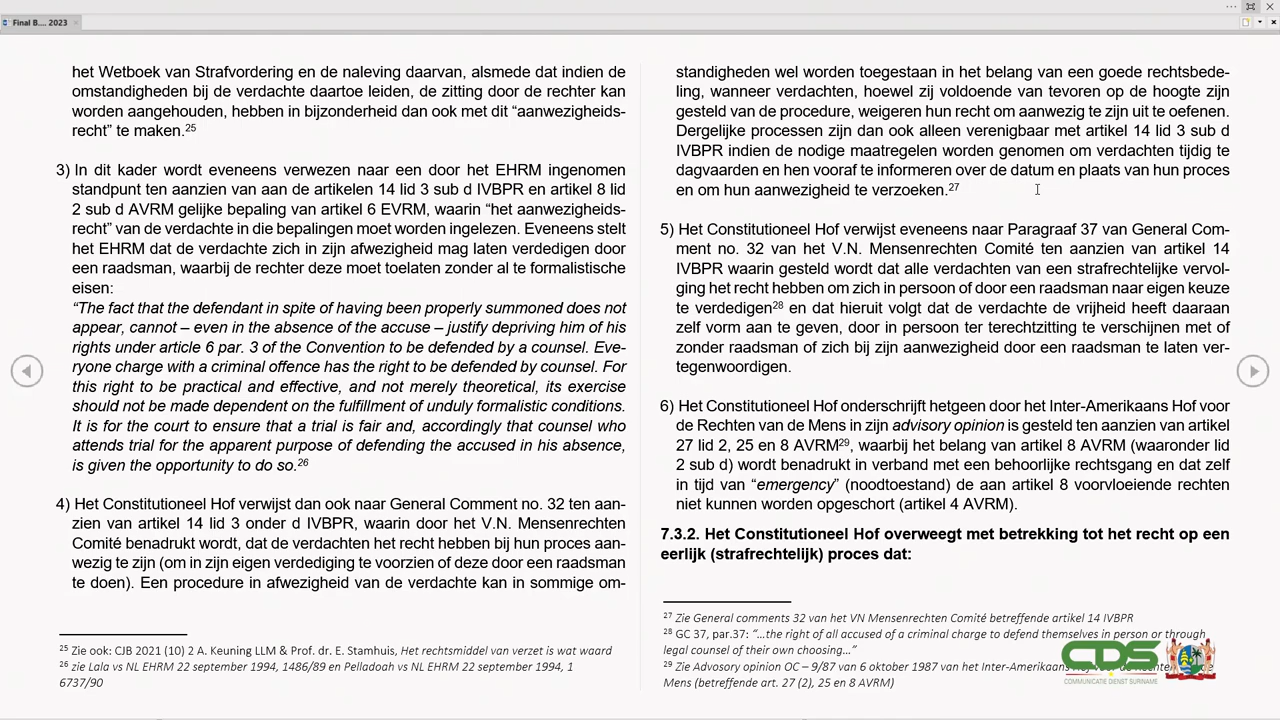 Final B.... 2023
het Wetboek van Strafvordering en de naleving daarvan, alsmede dat indien de
omstandigheden bij de verdachte daartoe leiden, de zitting door de rechter kan
worden aangehouden, hebben in bijzonderheid dan ook met dit “aanwezigheids-
recht” te maken.25
3) In dit kader wordt eveneens verwezen naar een door het EHRM ingenomen
standpunt ten aanzien van aan de artikelen 14 lid 3 sub d IVBPR en artikel 8 lid
2 sub d AVRM gelijke bepaling van artikel 6 EVRM, waarin “het aanwezigheids-
recht” van de verdachte in die bepalingen moet worden ingelezen. Eveneens stelt
het EHRM dat de verdachte zich in zijn afwezigheid mag laten verdedigen door
een raadsman, waarbij de rechter deze moet toelaten zonder al te formalistische
eisen:
“The fact that the defendant in spite of having been properly summoned does not
appear, cannot – even in the absence of the accuse – justify depriving him of his
rights under article 6 par. 3 of the Convention to be defended by a counsel. Eve-
ryone charge with a criminal offence has the right to be defended by counsel. For
this right to be practical and effective, and not merely theoretical, its exercise
should not be made dependent on the fulfillment of unduly formalistic conditions.
It is for the court to ensure that a trial is fair and, accordingly that counsel who
attends trial for the apparent purpose of defending the accused in his absence,
is given the opportunity to do so.26
4) Het Constitutioneel Hof verwijst dan ook naar General Comment no. 32 ten aan-
zien van artikel 14 lid 3 onder d IVBPR, waarin door het V.N. Mensenrechten
Comité benadrukt wordt, dat de verdachten het recht hebben bij hun proces aan-
wezig te zijn (om in zijn eigen verdediging te voorzien of deze door een raadsman
te doen). Een procedure in afwezigheid van de verdachte kan in sommige om-
25 Zie ook: CJB 2021 (10) 2 A. Keuning LLM & Prof. dr. E. Stamhuis, Het rechtsmiddel van verzet is wat waard
26 zie Lala vs NL EHRM 22 september 1994, 1486/89 en Pelladoah vs NL EHRM 22 september 1994, 1
6737/90
standigheden wel worden toegestaan in het belang van een goede rechtsbede-
ling, wanneer verdachten, hoewel zij voldoende van tevoren op de hoogte zijn
gesteld van de procedure, weigeren hun recht om aanwezig te zijn uit te oefenen.
Dergelijke processen zijn dan ook alleen verenigbaar met artikel 14 lid 3 sub d
IVBPR indien de nodige maatregelen worden genomen om verdachten tijdig te
dagvaarden en hen vooraf te informeren over de datum en plaats van hun proces
en om hun aanwezigheid te verzoeken.27
5) Het Constitutioneel Hof verwijst eveneens naar Paragraaf 37 van General Com-
ment no. 32 van het V.N. Mensenrechten Comité ten aanzien van artikel 14
IVBPR waarin gesteld wordt dat alle verdachten van een strafrechtelijke vervol-
ging het recht hebben om zich in persoon of door een raadsman naar eigen keuze
te verdedigen28 en dat hieruit volgt dat de verdachte de vrijheid heeft daaraan
zelf vorm aan te geven, door in persoon ter terechtzitting te verschijnen met of
zonder raadsman of zich bij zijn aanwezigheid door een raadsman te laten ver-
tegenwoordigen.
6) Het Constitutioneel Hof onderschrijft hetgeen door het Inter-Amerikaans Hof voor
de Rechten van de Mens in zijn advisory opinion is gesteld ten aanzien van artikel
27 lid 2, 25 en 8 AVRM29, waarbij het belang van artikel 8 AVRM (waaronder lid
2 sub d) wordt benadrukt in verband met een behoorlijke rechtsgang en dat zelf
in tijd van “emergency” (noodtoestand) de aan artikel 8 voorvloeiende rechten
niet kunnen worden opgeschort (artikel 4 AVRM).
7.3.2. Het Constitutioneel Hof overweegt met betrekking tot het recht op een
eerlijk (strafrechtelijk) proces dat:
27 Zie General comments 32 van het VN Mensenrechten Comité betreffende artikel 14 IVBPR
28 GC 37, par.37: “...the right of all accused of a criminal charge to defend themselves in person or through
legal counsel of their own choosing...”
29 Zie Advosory opinion OC – 9/87 van 6 oktober 1987 van het Inter-Amerikaans
Mens (betreffende art. 27 (2), 25 en 8 AVRM)
CDS
COMMUNICATIE DIENST SURINAME